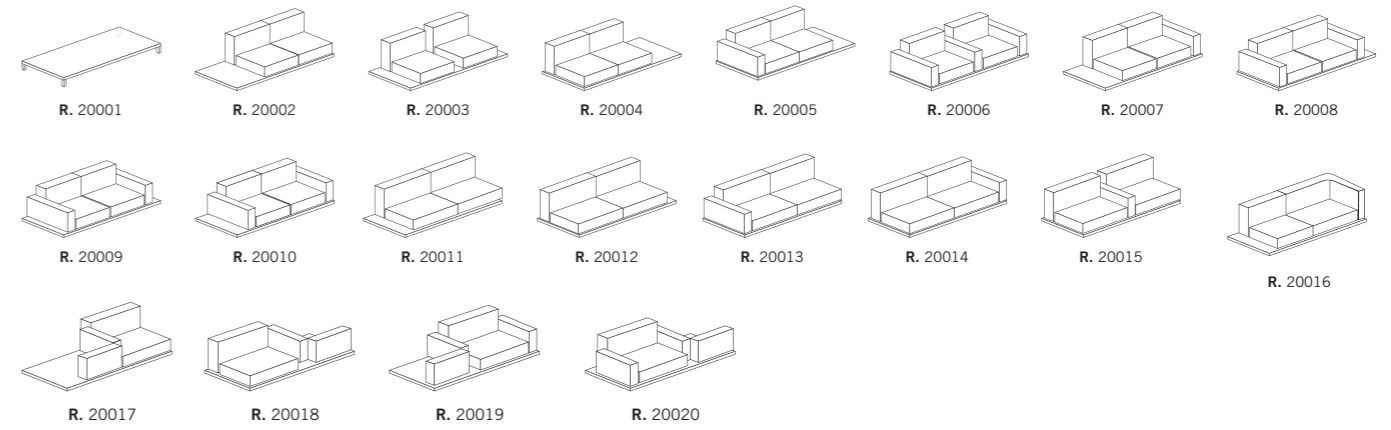 R. 20001
R. 20002
R. 20003
R. 20004
R. 20005
R. 20006
R. 20007
R. 20008
R. 20009
R. 20010
R. 20011
R. 20012
R. 20013
R. 20014
R. 20015
R. 20016
R. 20017
R. 20018
R. 20019
R. 20020